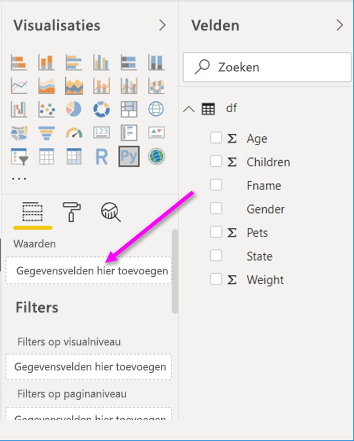 Visualisaties
R
Py
123
...
Waarden
Gegevensvelden hier toevoegen
Filters
Filters op visualniveau
Gegevensvelden hier toevoegen
Filters op paginaniveau
Gegevensvelden hier toevoegen
Velden
Zoeken
df
Σ Age
Σ Children
Fname
Gender
Σ Pets
State
Σ Weight